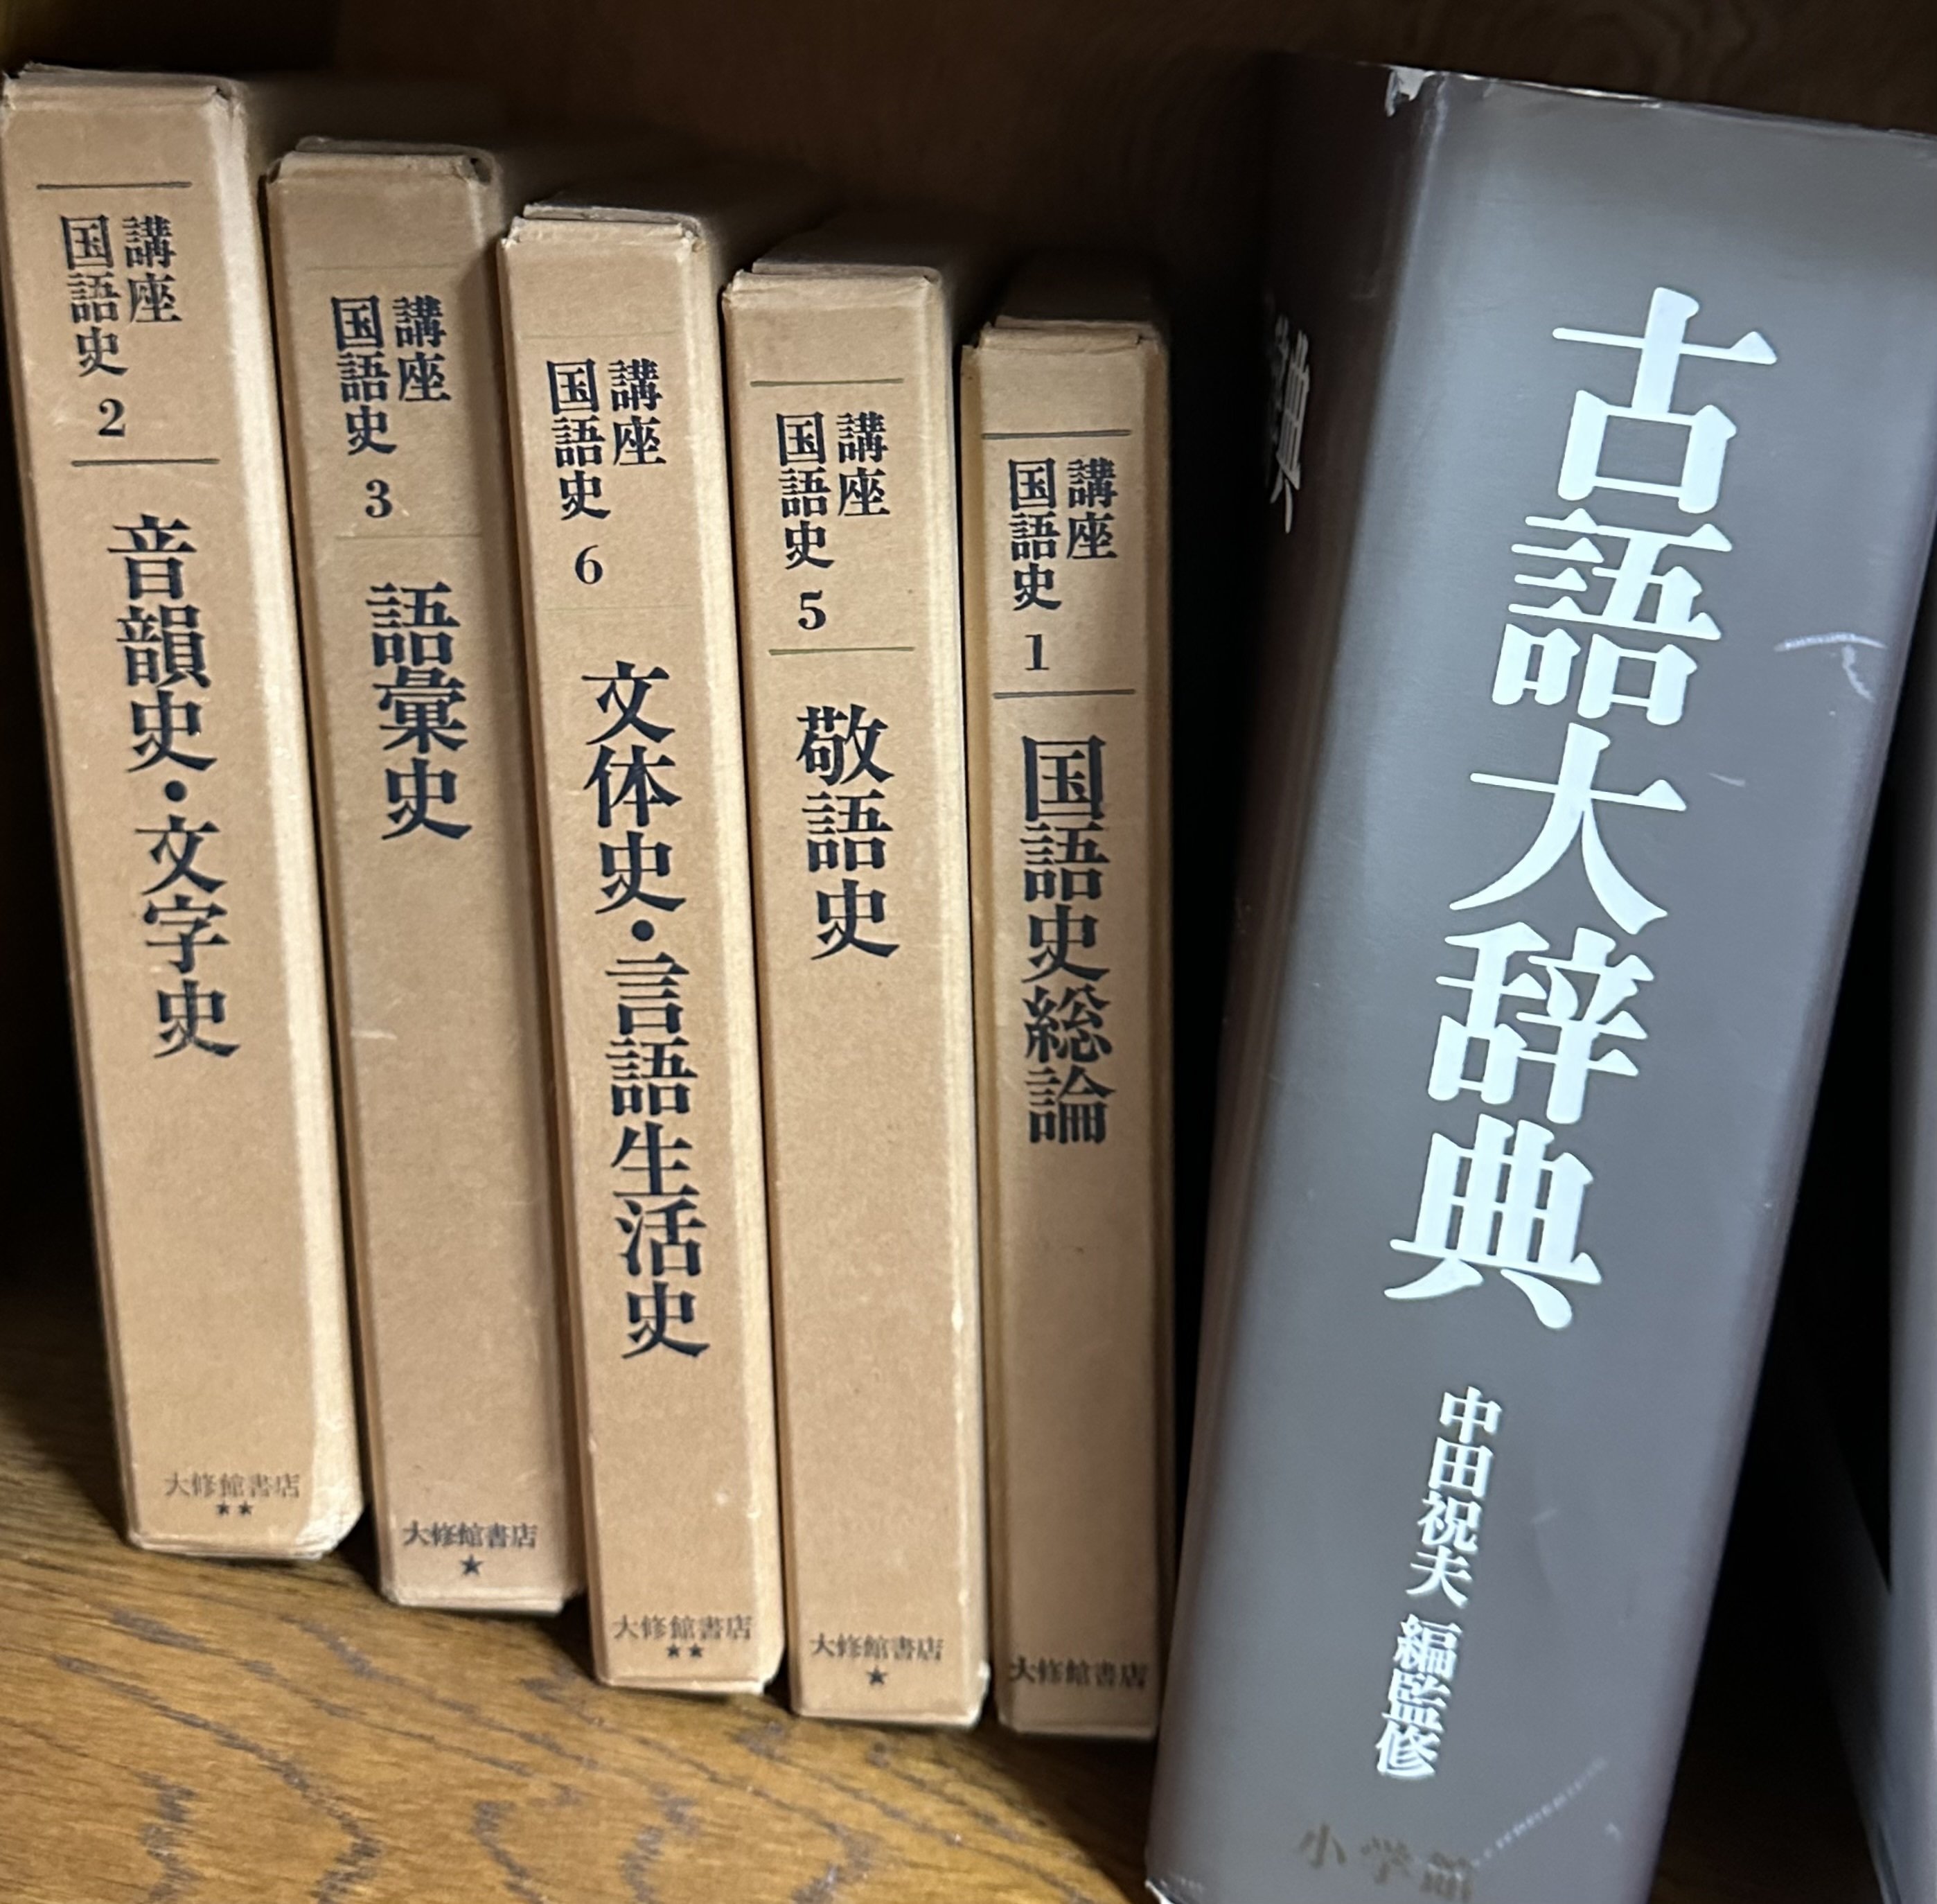 講座
国語史 2
音韻史・文字史
大修館書店
★★
講座
国語史 3
語彙史
大修館書店
★
講座
国語史 6
文体史・言語生活史
大修館書店
★★
講座
国語史 5
敬語史
大修館書店
★
講座
国語史 1
国語史総論
大修館書店
典
古語大辞典
中田祝夫 編監修
小学館